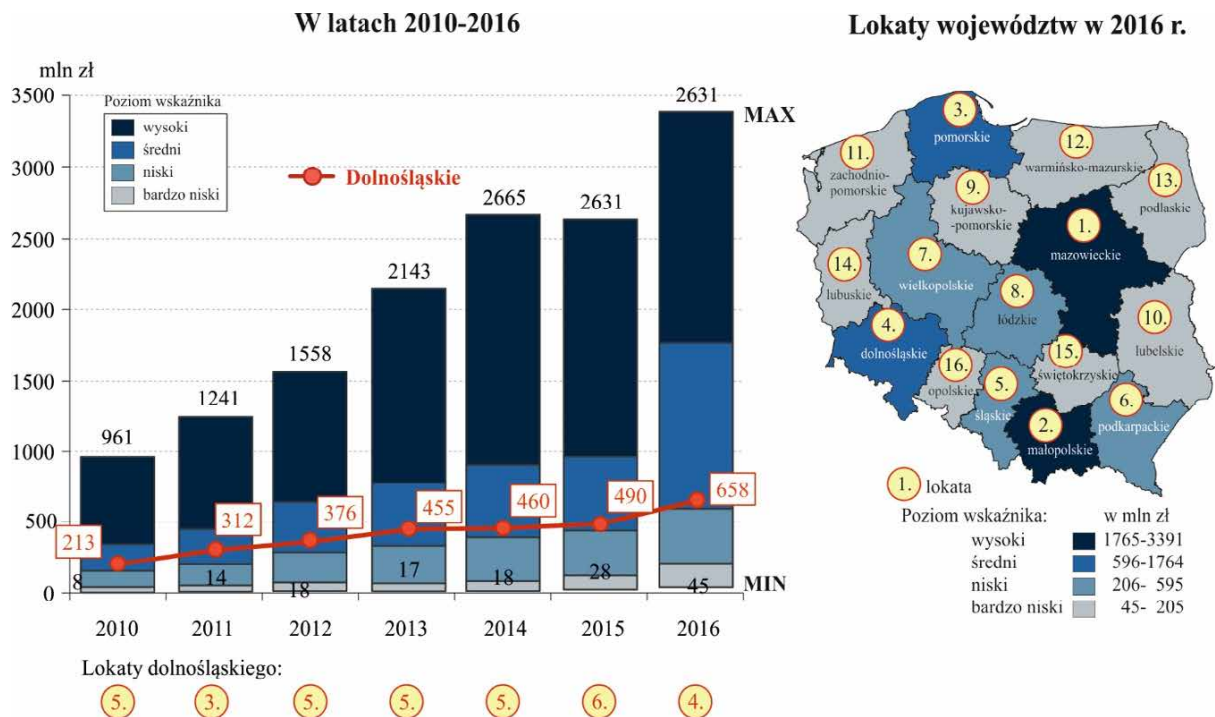 W latach 2010-2016
mln zł
3500
3000
2500
2000
1500
1000
500
0
Poziom wskaźnika
wysoki
średni
niski
bardzo niski
Dolnośląskie
961
1241
1558
2143
2665
2631
2631
MAX
213
312
376
455
460
490
658
8
14
18
17
18
28
45
MIN
2010
2011
2012
2013
2014
2015
2016
Lokaty dolnośląskiego:
5.
3.
5.
5.
5.
6.
4.
Lokaty województw w 2016 r.
3.
pomorskie
11.
zachodnio-
pomorskie
12.
warmińsko-mazurskie
13.
podlaskie
9.
kujawsko-
-pomorskie
1.
mazowieckie
14.
lubuskie
7.
wielkopolskie
8.
łódzkie
10.
lubelskie
4.
dolnośląskie
16.
opolskie
5.
śląskie
15.
świętokrzyskie
2.
małopolskie
6.
podkarpackie
1.
lokata
Poziom wskaźnika: w mln zł
wysoki 1765-3391
średni 596-1764
niski 206- 595
bardzo niski 45- 205